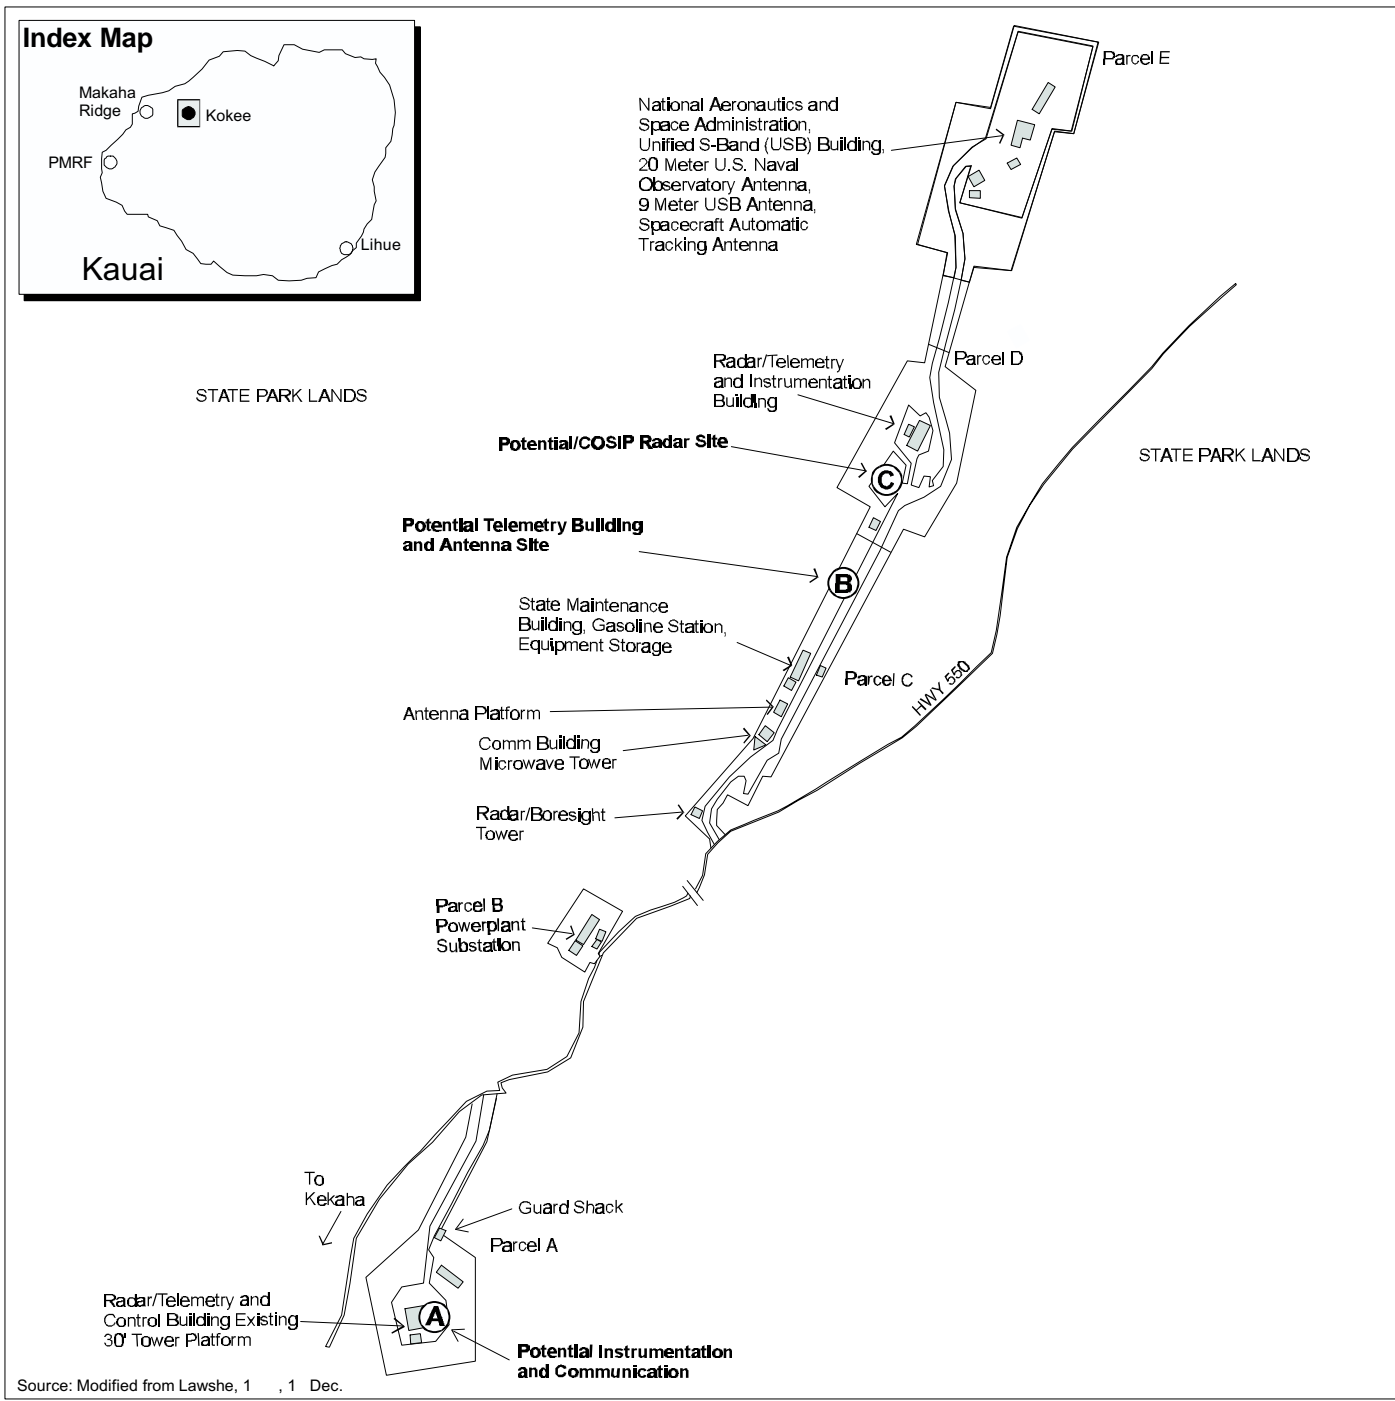 Index Map
Makaha
Ridge
Kokee
PMRF
Lihue
Kauai
Parcel E
National Aeronautics and
Space Administration,
Unified S-Band (USB) Building,
20 Meter U.S. Naval
Observatory Antenna,
9 Meter USB Antenna,
Spacecraft Automatic
Tracking Antenna
Parcel D
Radar/Telemetry
and Instrumentation
Building
STATE PARK LANDS
Potential/COSIP Radar Site
STATE PARK LANDS
C
Potential Telemetry Building
and Antenna Site
B
State Maintenance
Building, Gasoline Station,
Equipment Storage
Parcel C
HWY 550
Antenna Platform
Comm Building
Microwave Tower
Radar/Boresight
Tower
Parcel B
Powerplant
Substation
To
Kekaha
Guard Shack
Parcel A
Radar/Telemetry and
Control Building Existing
30' Tower Platform
A
Potential Instrumentation
and Communication
Source: Modified from Lawshe, 1 , 1 Dec.